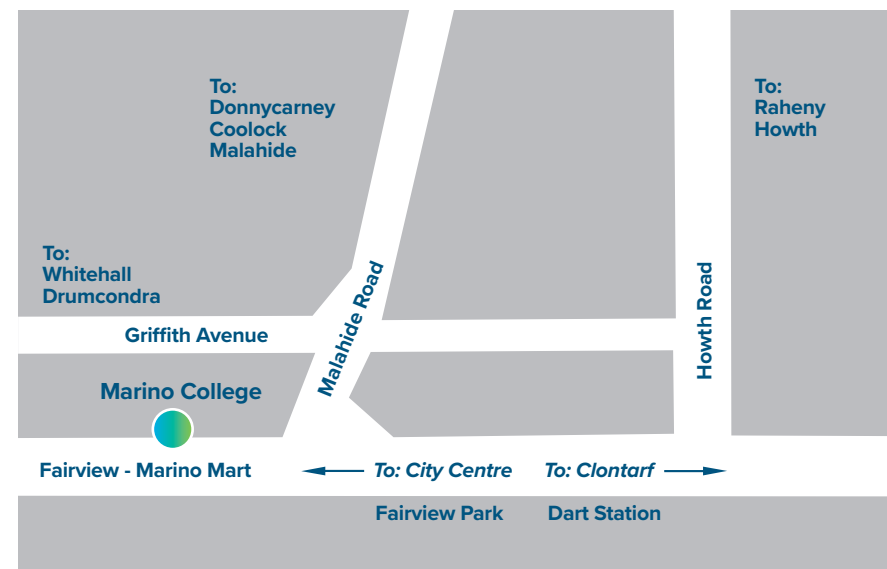 To:
Donnycarney
Coolock
Malahide
To:
Raheny
Howth
To:
Whitehall
Drumcondra
Griffith Avenue
Malahide Road
Howth Road
Marino College
Fairview - Marino Mart
To: City Centre
To: Clontarf
Fairview Park
Dart Station